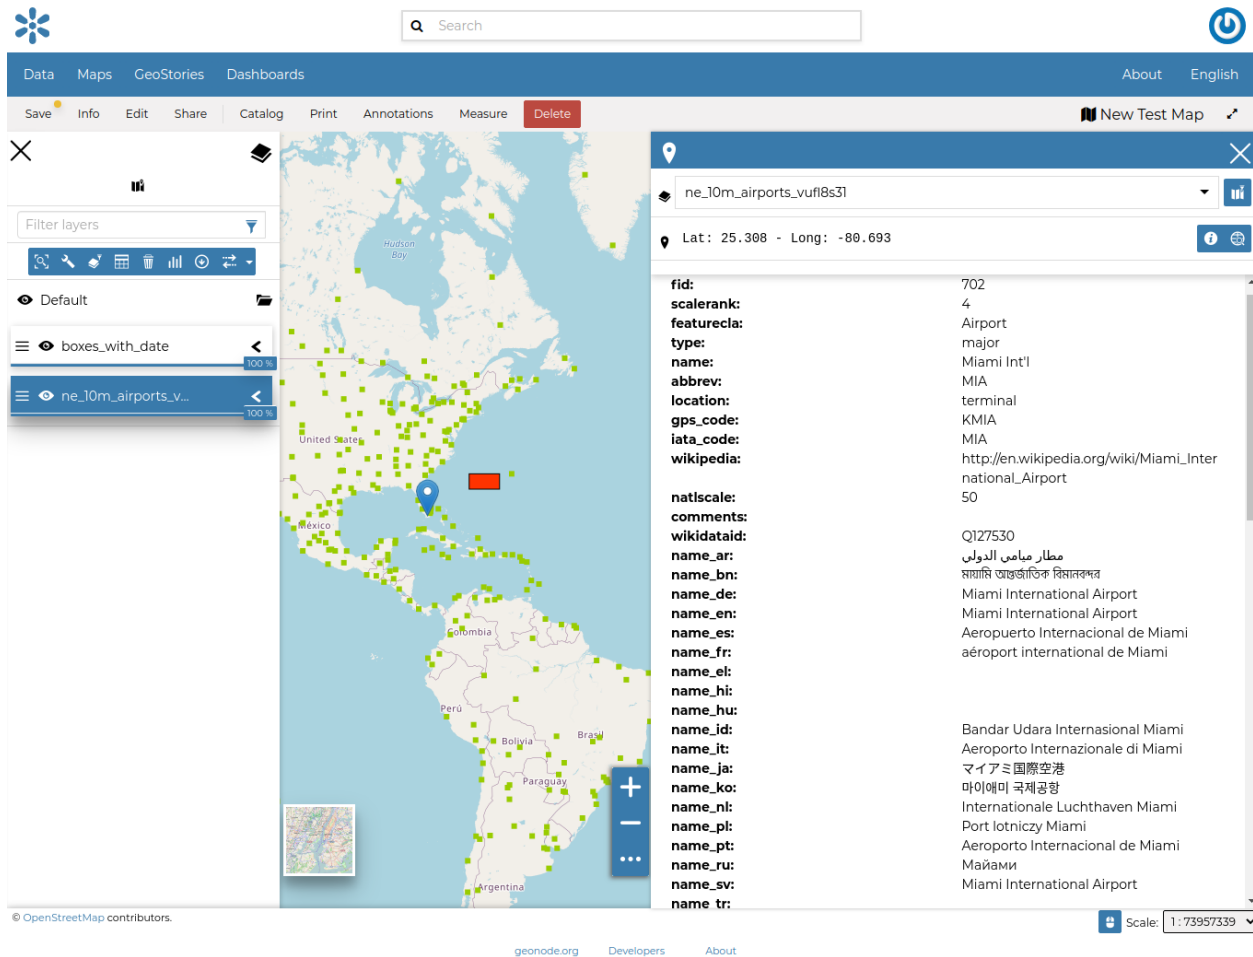 Search
Data Maps GeoStories Dashboards About English
Save Info Edit Share Catalog Print Annotations Measure Delete New Test Map
Filter layers
Default
boxes_with_date
100 %
ne_10m_airports_v...
100 %
Hudson
Bay
United States
México
Colombia
Perú
Brasil
Bolivia
Paraguay
Argentina
ne_10m_airports_vufl8s31
Lat: 25.308 - Long: -80.693
fid: 702
scalerank: 4
featurecla: Airport
type: major
name: Miami Int'l
abbrev: MIA
location: terminal
gps_code: KMIA
iata_code: MIA
wikipedia: http://en.wikipedia.org/wiki/Miami_Inter
national_Airport
natlscale: 50
comments:
wikidataid: Q127530
name_ar: مطار ميامي الدولي
name_bn: মায়ামি আন্তর্জাতিক বিমানবন্দর
name_de: Miami International Airport
name_en: Miami International Airport
name_es: Aeropuerto Internacional de Miami
name_fr: aéroport international de Miami
name_el:
name_hi:
name_hu:
name_id: Bandar Udara Internasional Miami
name_it: Aeroporto Internazionale di Miami
name_ja: マイアミ国際空港
name_ko: 마이애미 국제공항
name_nl: Internationale Luchthaven Miami
name_pl: Port lotniczy Miami
name_pt: Aeroporto Internacional de Miami
name_ru: Майами
name_sv: Miami International Airport
name_tr:
© OpenStreetMap contributors.
Scale: 1 : 73957339
geonode.org Developers About